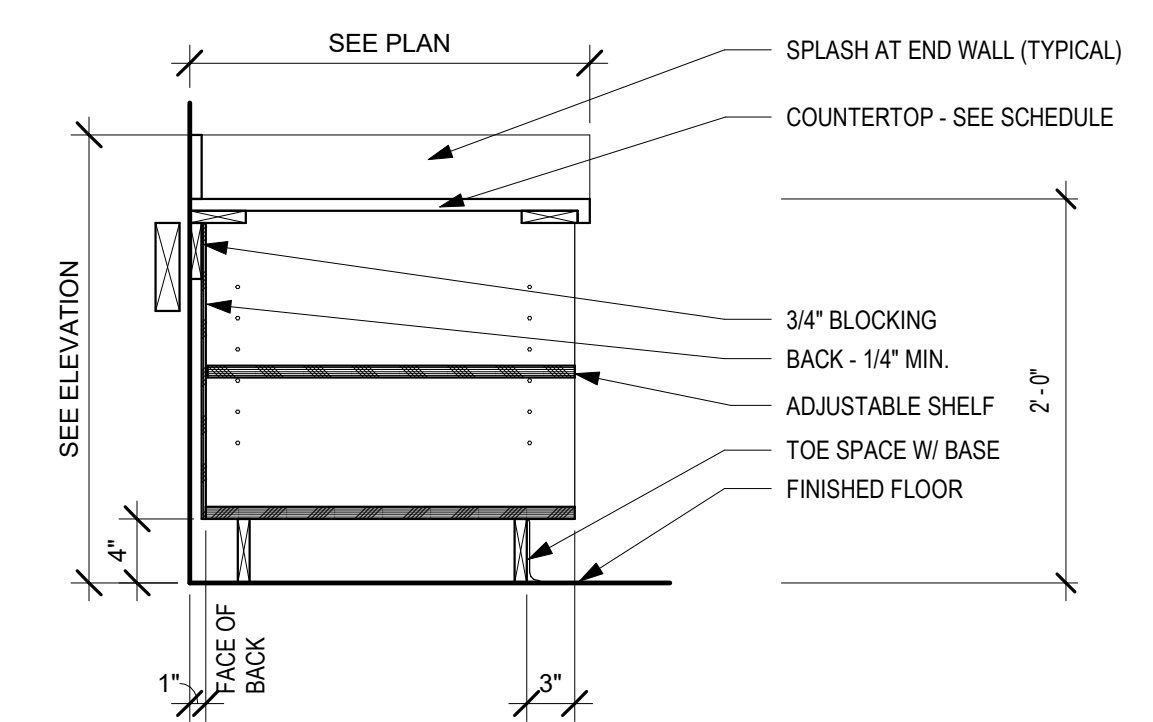 SEE PLAN
SPLASH AT END WALL (TYPICAL)
COUNTERTOP - SEE SCHEDULE
SEE ELEVATION
3/4" BLOCKING
BACK - 1/4" MIN.
ADJUSTABLE SHELF
TOE SPACE W/ BASE
FINISHED FLOOR
2' - 0"
4"
1"
FACE OF
BACK
3"